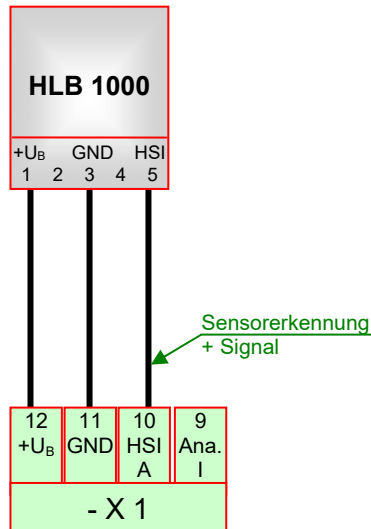 HLB 1000
+UB GND HSI
1 2 3 4 5
Sensorerkennung
+ Signal
12 11 10 9
+UB GND HSI Ana.
A I
- X 1